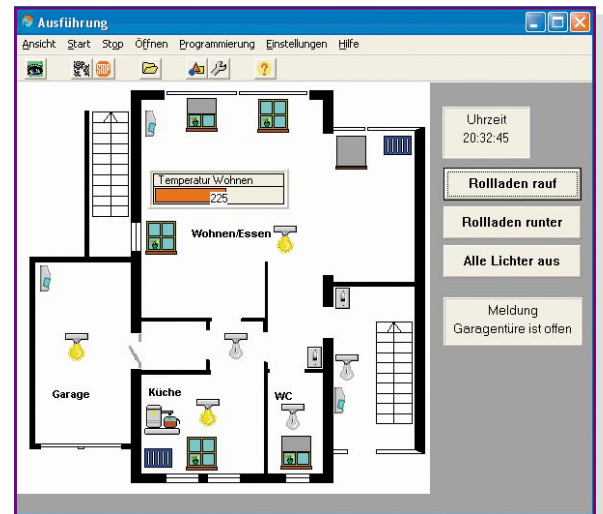 Ausführung
Ansicht Start Stop Öffnen Programmierung Einstellungen Hilfe
STOP
Uhrzeit
20:32:45
Temperatur Wohnen
225
Rollladen rauf
Rollladen runter
Wohnen/Essen
Alle Lichter aus
Meldung
Garagentüre ist offen
Garage
Küche
WC